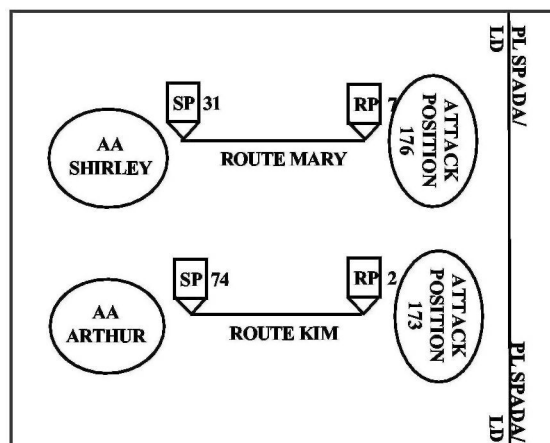 PL SPADA/
LD
SP 31
RP 7
AA
SHIRLEY
ROUTE MARY
ATTACK
POSITION
176
SP 74
RP 2
AA
ARTHUR
ROUTE KIM
ATTACK
POSITION
173
PL SPADA/
LD